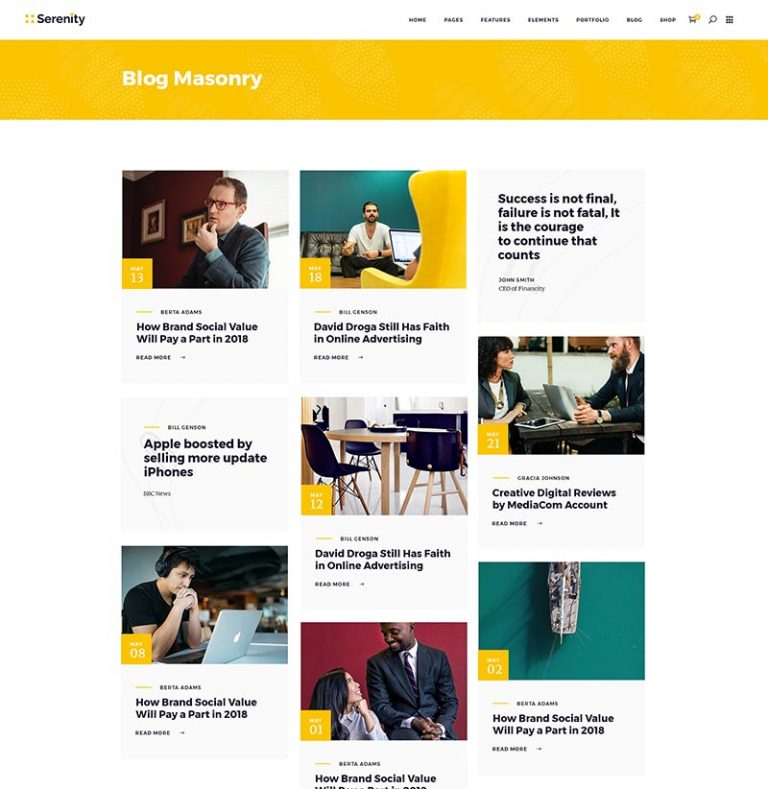 Serenity
HOME PAGES FEATURES ELEMENTS PORTFOLIO BLOG SHOP
Blog Masonry
MAY
13
BERTA ADAMS
How Brand Social Value
Will Pay a Part in 2018
READ MORE →
MAY
18
BILL GENSON
David Droga Still Has Faith
in Online Advertising
READ MORE →
Success is not final,
failure is not fatal, It
is the courage
to continue that
counts
JOHN SMITH
CEO of Financity
BILL GENSON
Apple boosted by
selling more update
iPhones
BBC News
MAY
12
BILL GENSON
David Droga Still Has Faith
in Online Advertising
READ MORE →
MAY
21
GRACIA JOHNSON
Creative Digital Reviews
by MediaCom Account
READ MORE →
MAY
08
BERTA ADAMS
How Brand Social Value
Will Pay a Part in 2018
READ MORE →
MAY
01
BERTA ADAMS
How Brand Social Value
MAY
02
BERTA ADAMS
How Brand Social Value
Will Pay a Part in 2018
READ MORE →